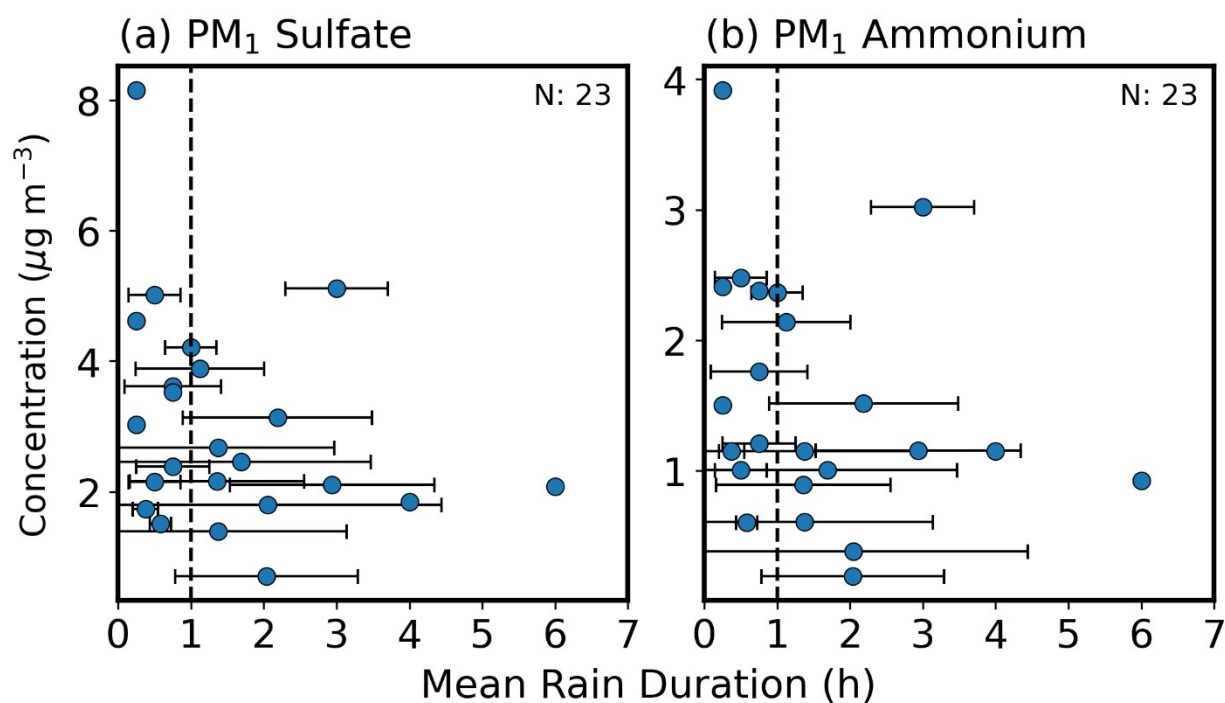 (a) PM₁ Sulfate
(b) PM₁ Ammonium
N: 23
N: 23
Concentration (μg m⁻³)
8
6
4
2
4
3
2
1
0 1 2 3 4 5 6 7
0 1 2 3 4 5 6 7
Mean Rain Duration (h)